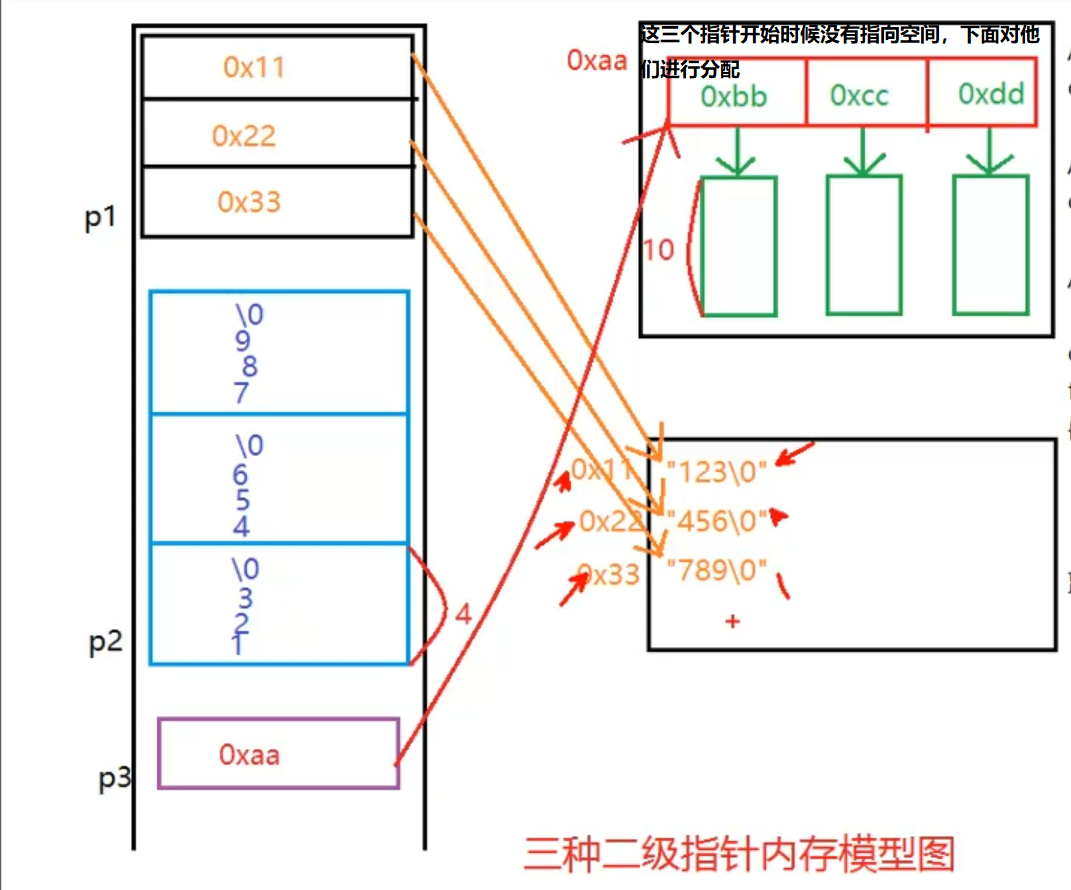 0x11
0x22
0x33
p1
\0
9
8
7
\0
6
5
4
\0
3
2
1
p2
4
0xaa
p3
这三个指针开始时候没有指向空间，下面对他
们进行分配
0xaa
0xbb
0xcc
0xdd
10
0x11 "123\0"
0x22 "456\0"
0x33 "789\0"
+
三种二级指针内存模型图